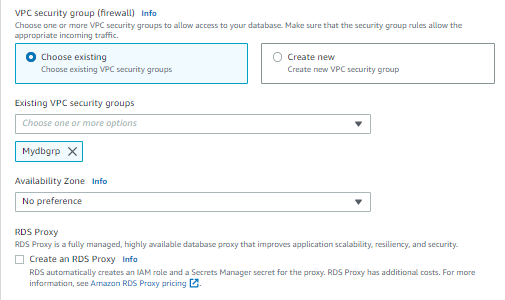 VPC security group (firewall) Info
Choose one or more VPC security groups to allow access to your database. Make sure that the security group rules allow the
appropriate incoming traffic.
Choose existing
Choose existing VPC security groups
Create new
Create new VPC security group
Existing VPC security groups
Choose one or more options
Mydbgrp
Availability Zone Info
No preference
RDS Proxy
RDS Proxy is a fully managed, highly available database proxy that improves application scalability, resiliency, and security.
Create an RDS Proxy Info
RDS automatically creates an IAM role and a Secrets Manager secret for the proxy. RDS Proxy has additional costs. For more
information, see Amazon RDS Proxy pricing